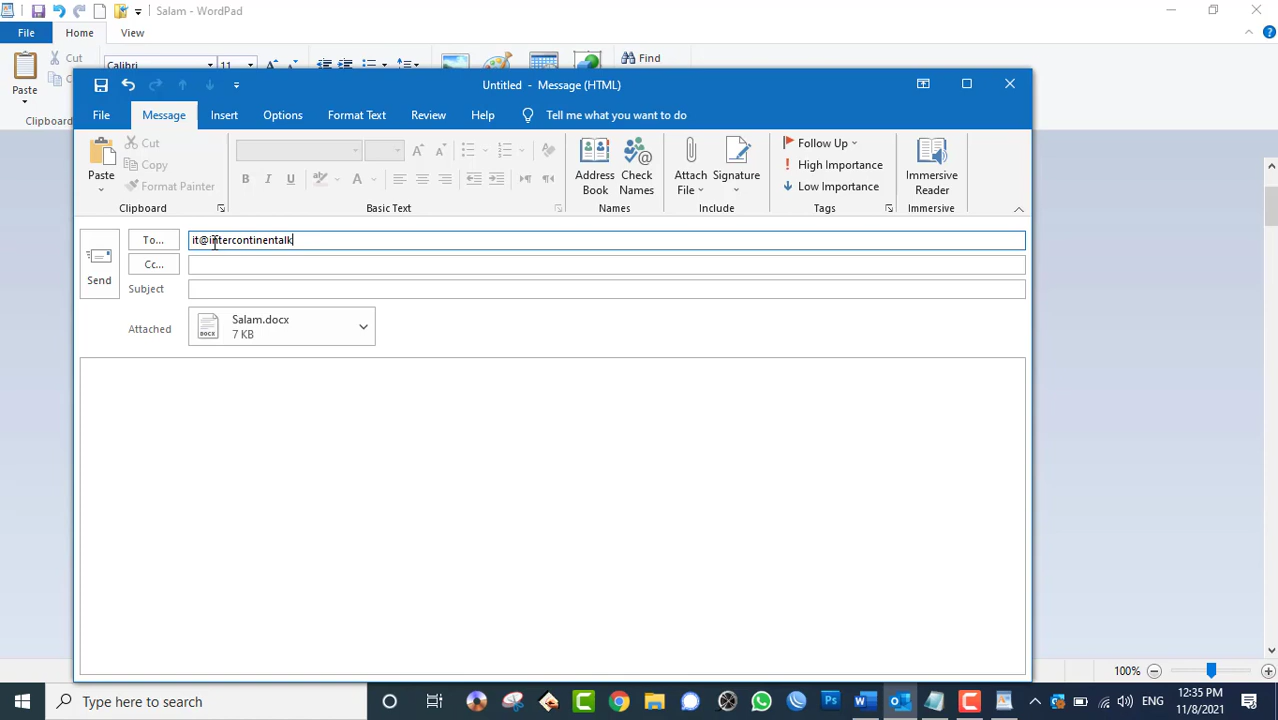 Salam - WordPad
File
Home
View
Paste
Cut
Calibri
11
Find
Clipboard
Untitled - Message (HTML)
File
Message
Insert
Options
Format Text
Review
Help
Tell me what you want to do
Paste
Cut
Copy
Format Painter
Clipboard
B I U
A
Basic Text
Address Book
Check Names
Names
Attach File
Signature
Include
Follow Up
High Importance
Low Importance
Tags
Immersive Reader
Immersive
Send
To...
it@intercontinentalk
Cc...
Subject
Attached
Salam.docx
7 KB
DOCX
100%
Type here to search
ENG
12:35 PM
11/8/2021